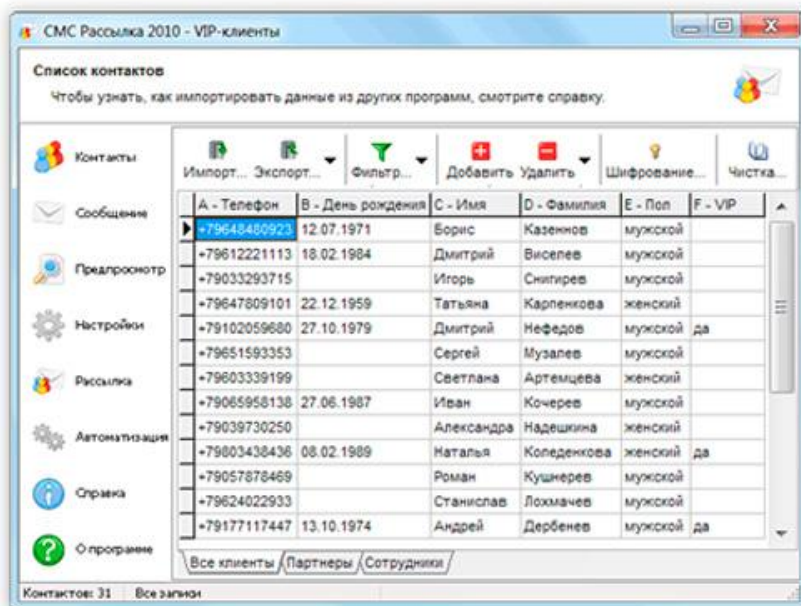 СМС Рассылка 2010 - VIP-клиенты
Список контактов
Чтобы узнать, как импортировать данные из других программ, смотрите справку.
Контакты
Сообщение
Предпросмотр
Настройки
Рассылка
Автоматизация
Справка
О программе
Импорт... Экспорт... Фильтр... Добавить Удалить Шифрование... Чистка...
A - Телефон B - День рождения C - Имя D - Фамилия E - Пол F - VIP
+79648480923 12.07.1971 Борис Казеннов мужской
+79612221113 18.02.1984 Дмитрий Виселев мужской
+79033293715 Игорь Снигирев мужской
+79647809101 22.12.1959 Татьяна Карпенкова женский
+79102059680 27.10.1979 Дмитрий Нефедов мужской да
+79651593353 Сергей Музалев мужской
+79603339199 Светлана Артемцева женский
+79065958138 27.06.1987 Иван Кочерев мужской
+79039730250 Александра Надешкина женский
+79803438436 08.02.1989 Наталья Коледенкова женский да
+79057878469 Роман Кушнерев мужской
+79624022933 Станислав Лохмачев мужской
+79177117447 13.10.1974 Андрей Дербенев мужской да
Все клиенты Партнеры Сотрудники
Контактов: 31 Все записи